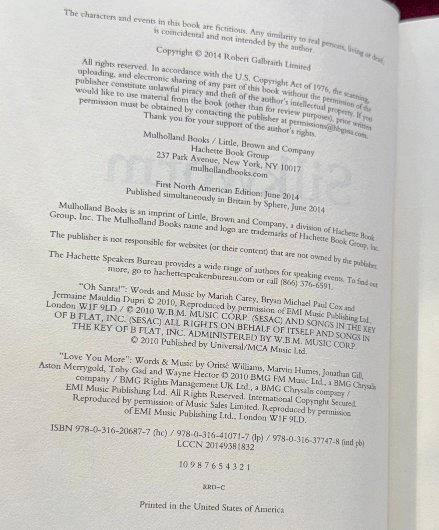 The characters and events in this book are fictitious. Any similarity to real persons, living or dead,
is coincidental and not intended by the author.
Copyright © 2014 Robert Galbraith Limited
All rights reserved. In accordance with the U.S. Copyright Act of 1976, the scanning,
uploading, and electronic sharing of any part of this book without the permission of the
publisher constitute unlawful piracy and theft of the author's intellectual property. If you
would like to use material from the book (other than for review purposes), prior written
permission must be obtained by contacting the publisher at permissions@hbgusa.com.
Thank you for your support of the author's rights.
Mulholland Books / Little, Brown and Company
Hachette Book Group
237 Park Avenue, New York, NY 10017
mulhollandbooks.com
First North American Edition: June 2014
Published simultaneously in Britain by Sphere, June 2014
Mulholland Books is an imprint of Little, Brown and Company, a division of Hachette Book
Group, Inc. The Mulholland Books name and logo are trademarks of Hachette Book Group, Inc.
The publisher is not responsible for websites (or their content) that are not owned by the publisher.
The Hachette Speakers Bureau provides a wide range of authors for speaking events. To find out
more, go to hachettespeakersbureau.com or call (866) 376-6591.
"Oh Santa!": Words and Music by Mariah Carey, Bryan Michael Paul Cox and
Jermaine Mauldin Dupri © 2010, Reproduced by permission of EMI Music Publishing Ltd,
London W1F 9LD / © 2010 W.B.M. MUSIC CORP. (SESAC) AND SONGS IN THE KEY
OF B FLAT, INC. (SESAC) ALL RIGHTS ON BEHALF OF ITSELF AND SONGS IN
THE KEY OF B FLAT, INC. ADMINISTERED BY W.B.M. MUSIC CORP.
© 2010 Published by Universal/MCA Music Ltd.
"Love You More": Words & Music by Oritsé Williams, Marvin Humes, Jonathan Gill,
Aston Merrygold, Toby Gad and Wayne Hector © 2010 BMG FM Music Ltd., a BMG Chrysalis
company / BMG Rights Management UK Ltd., a BMG Chrysalis company /
EMI Music Publishing Ltd. All Rights Reserved. International Copyright Secured.
Reproduced by permission of Music Sales Limited. Reproduced by permission
of EMI Music Publishing Ltd., London W1F 9LD.
ISBN 978-0-316-20687-7 (hc) / 978-0-316-41071-7 (lp) / 978-0-316-37747-8 (intl pb)
LCCN 20149381832
10 9 8 7 6 5 4 3 2 1
RRD-C
Printed in the United States of America